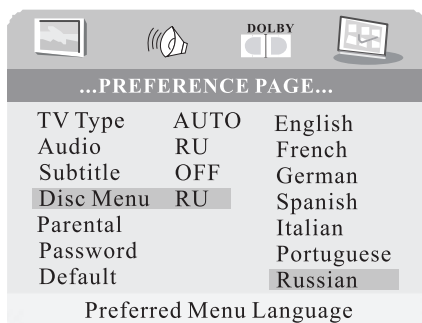 DOLBY
...PREFERENCE PAGE...
TV Type AUTO English
Audio RU French
Subtitle OFF German
Disc Menu RU Spanish
Parental Italian
Password Portuguese
Default Russian
Preferred Menu Language